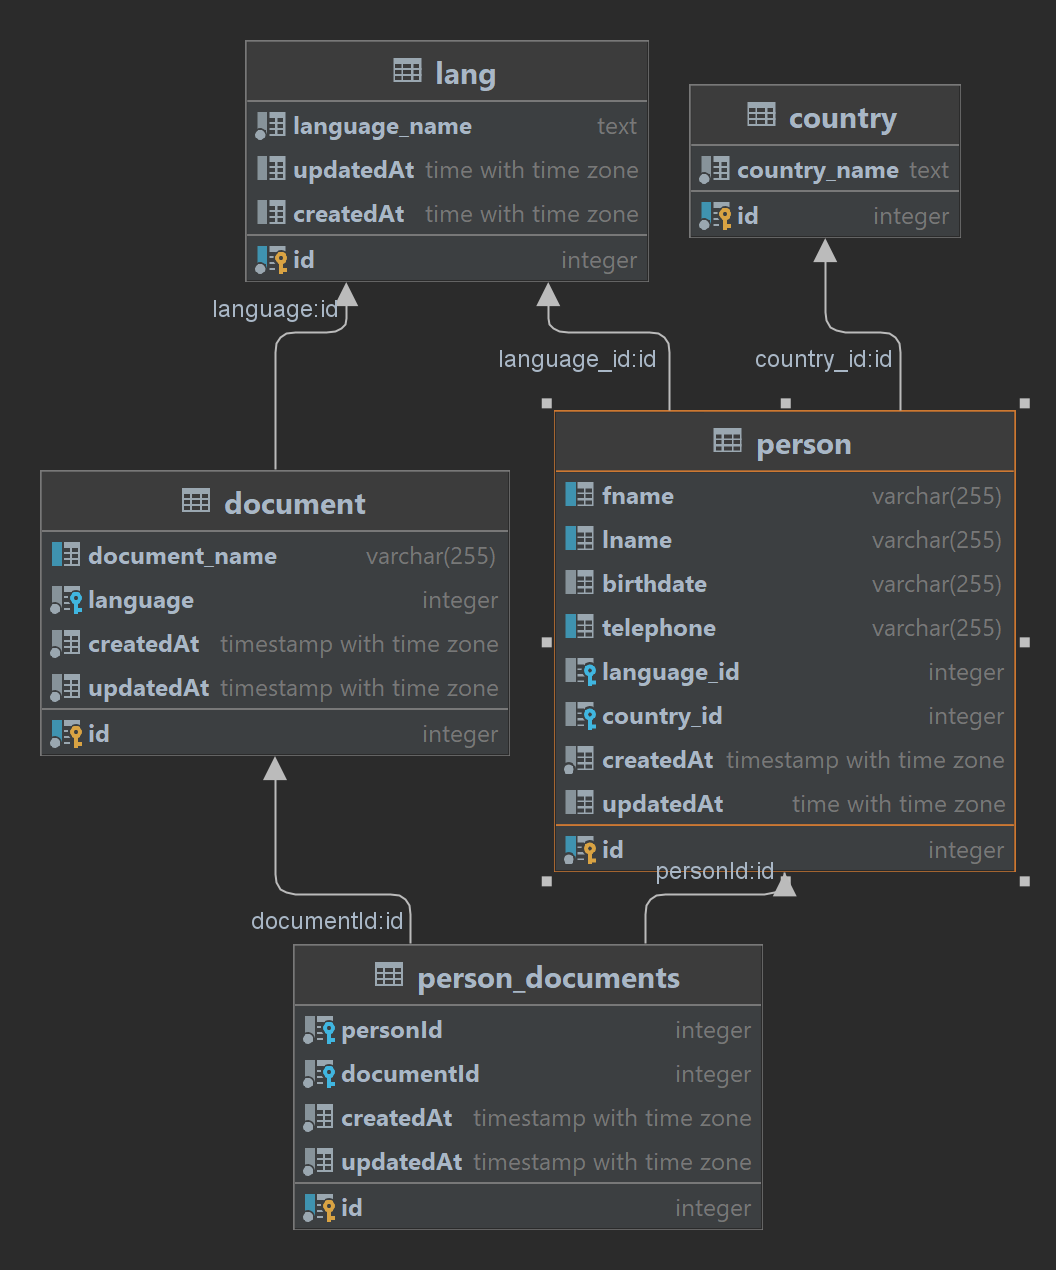 lang
language_name text
updatedAt time with time zone
createdAt time with time zone
id integer
country
country_name text
id integer
language:id
language_id:id
country_id:id
document
document_name varchar(255)
language integer
createdAt timestamp with time zone
updatedAt timestamp with time zone
id integer
person
fname varchar(255)
lname varchar(255)
birthdate varchar(255)
telephone varchar(255)
language_id integer
country_id integer
createdAt timestamp with time zone
updatedAt time with time zone
id integer
personId:id
documentId:id
person_documents
personId integer
documentId integer
createdAt timestamp with time zone
updatedAt timestamp with time zone
id integer